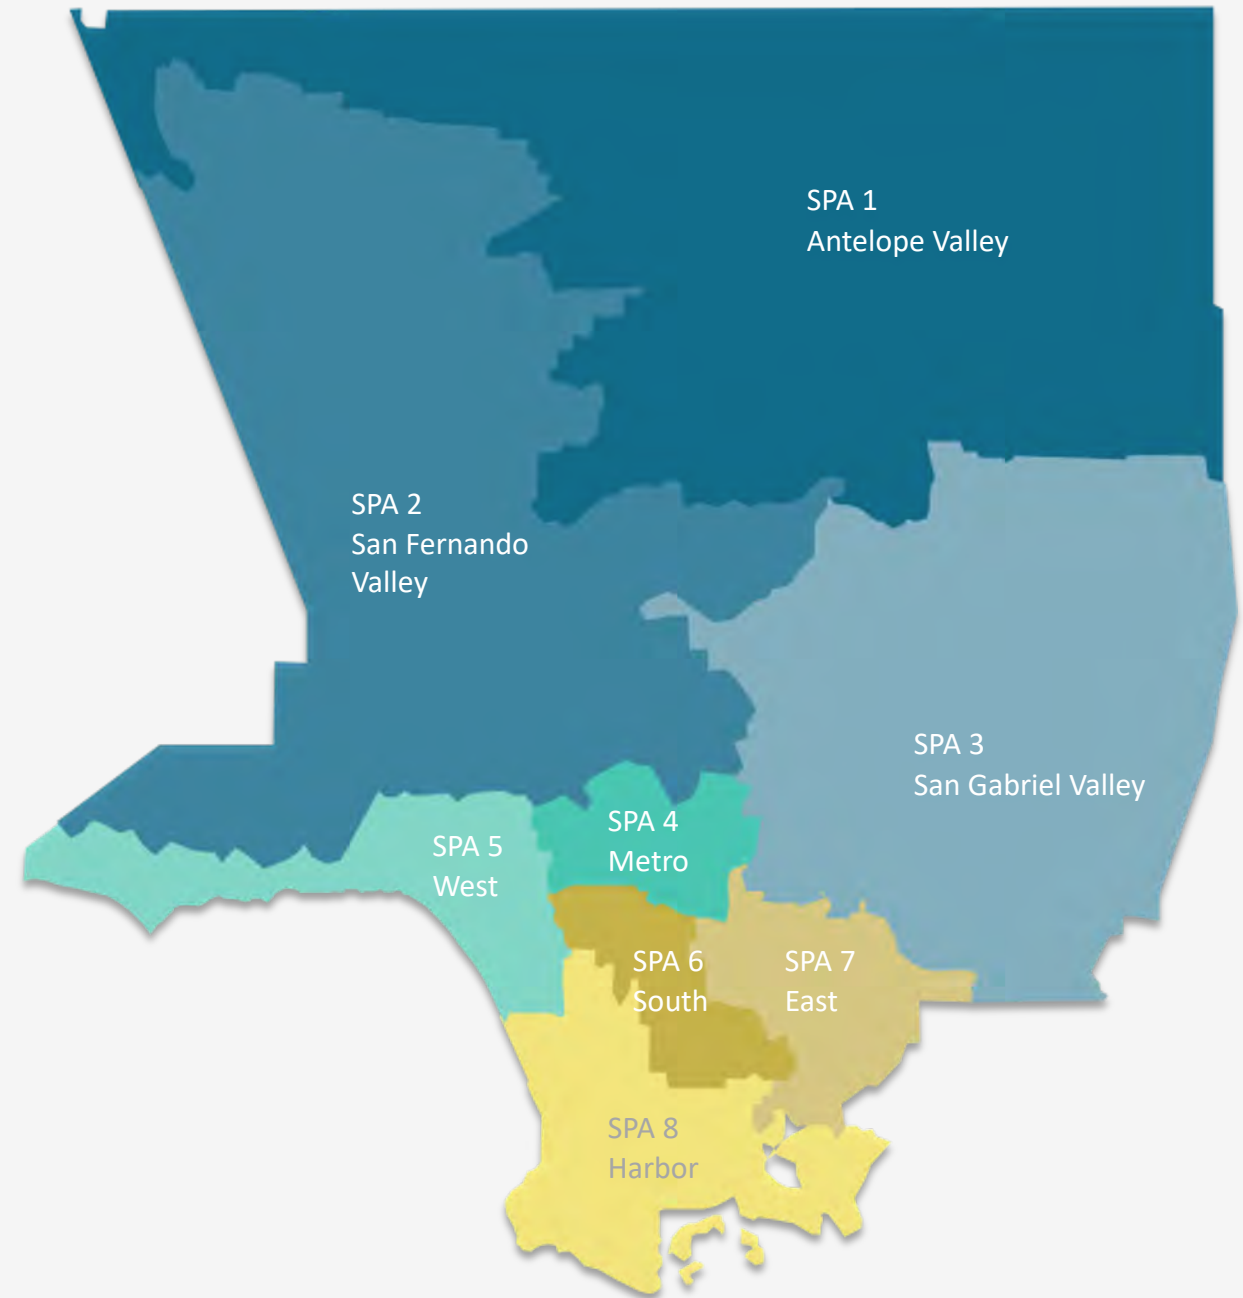 SPA 1
Antelope Valley
SPA 2
San Fernando
Valley
SPA 3
San Gabriel Valley
SPA 4
Metro
SPA 5
West
SPA 6
South
SPA 7
East
SPA 8
Harbor